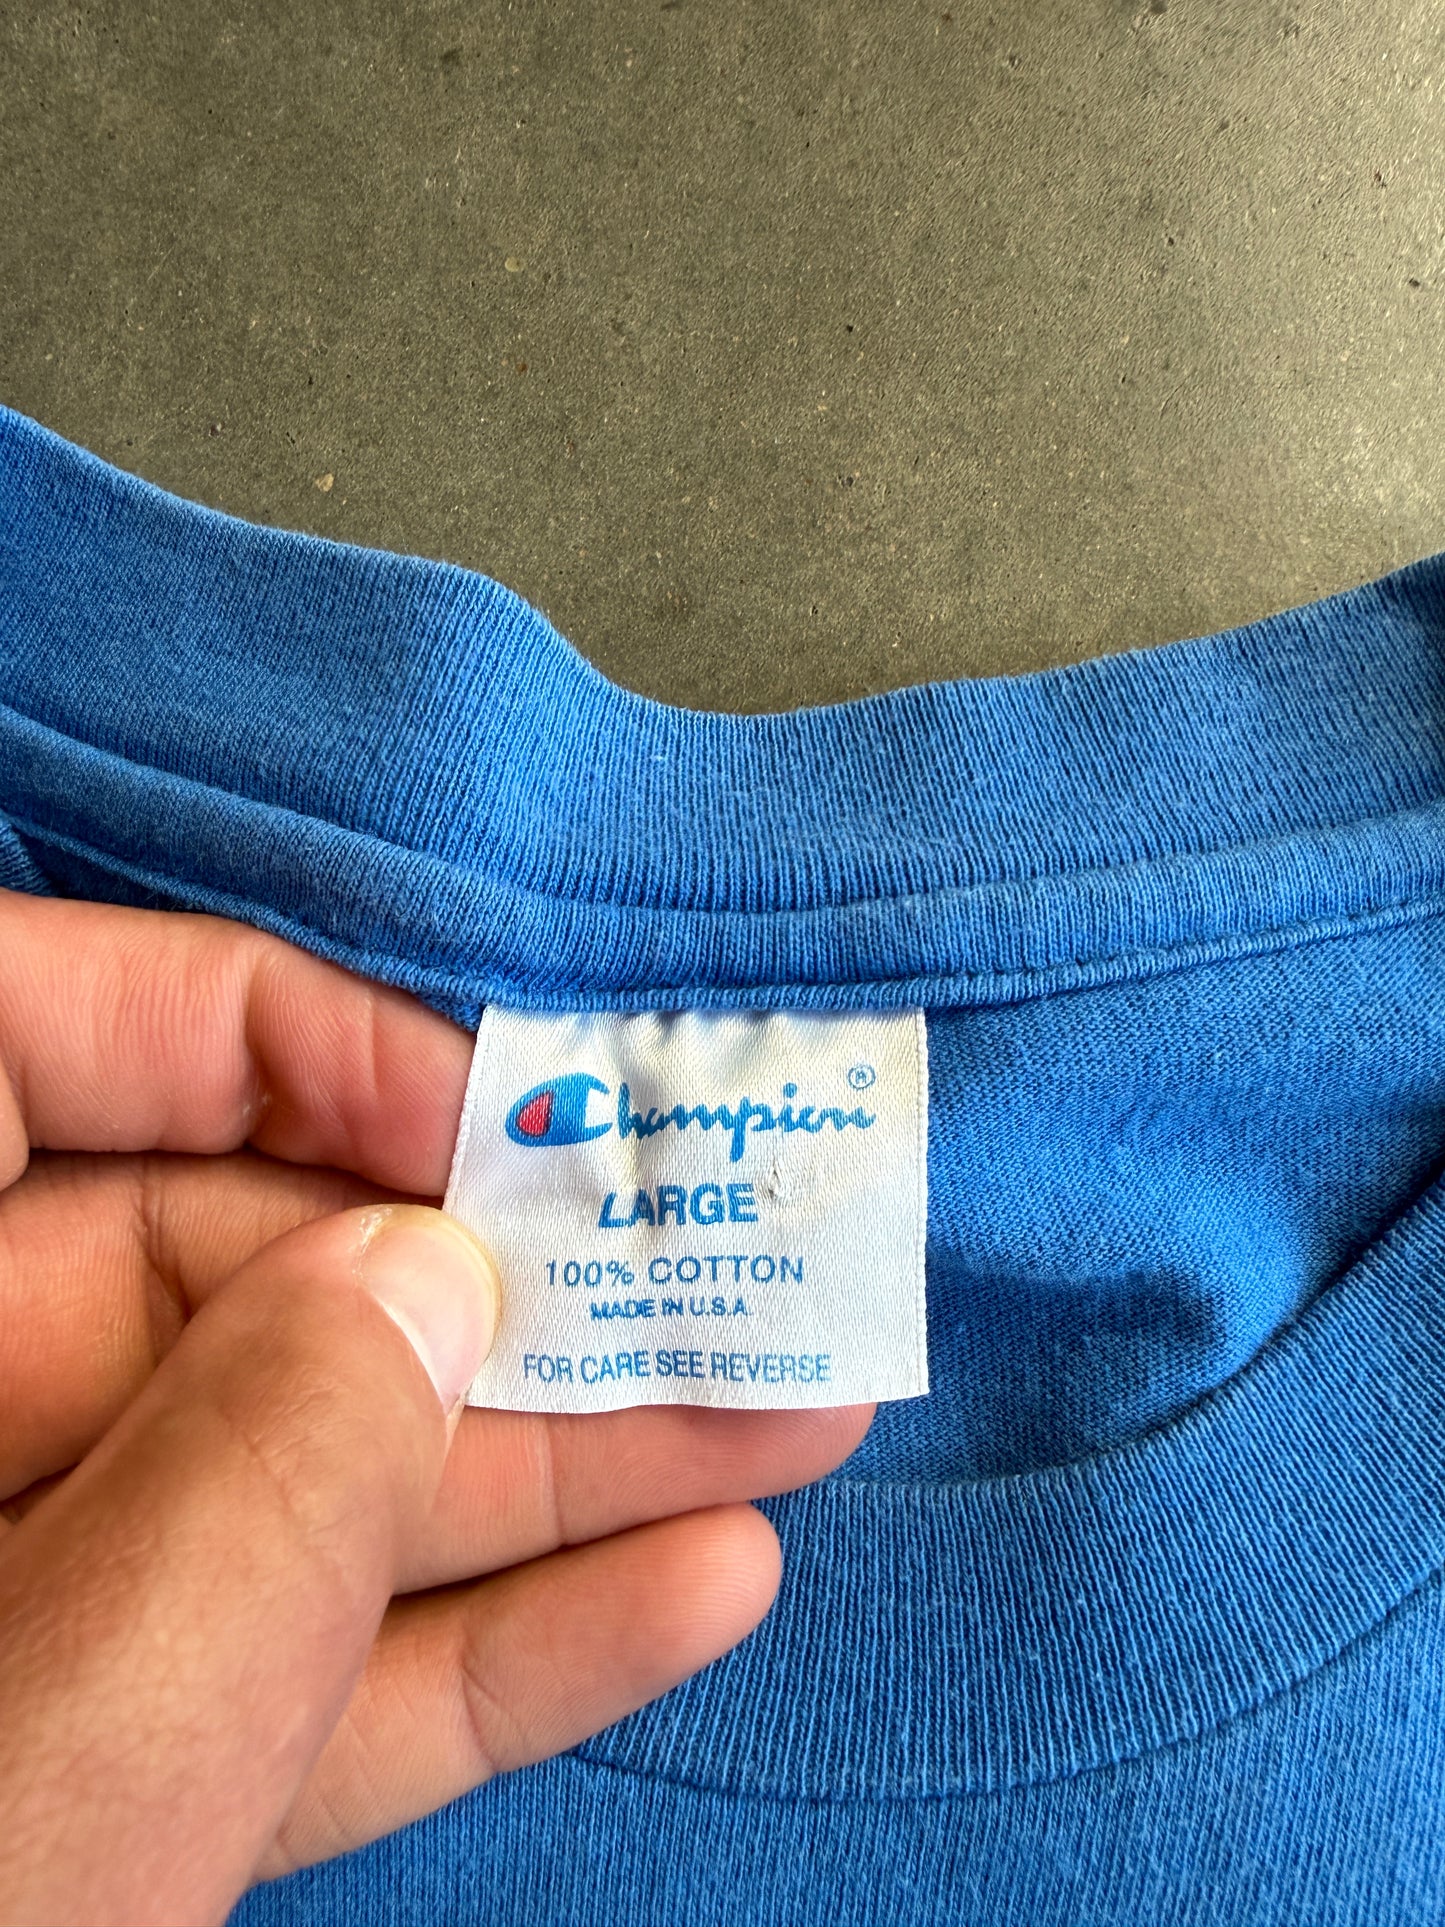 Champion®
LARGE
100% COTTON
MADE IN U.S.A.
FOR CARE SEE REVERSE